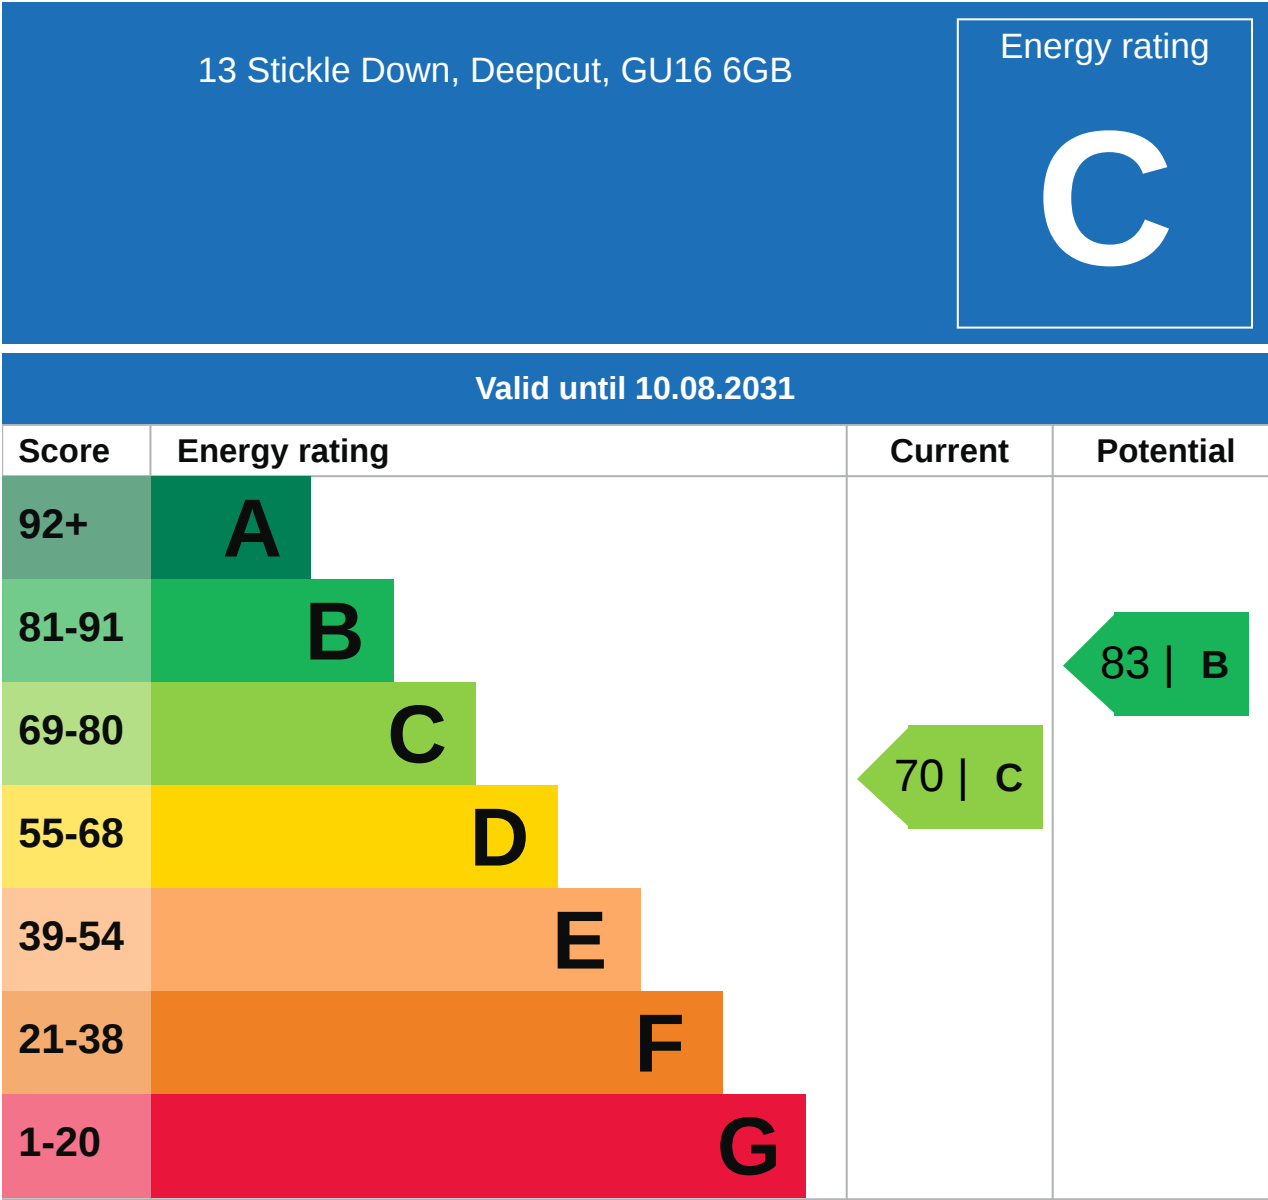 13 Stickle Down, Deepcut, GU16 6GB
Energy rating
C
Valid until 10.08.2031
Score Energy rating Current Potential
92+ A
81-91 B
83 | B
69-80 C
70 | C
55-68 D
39-54 E
21-38 F
1-20 G